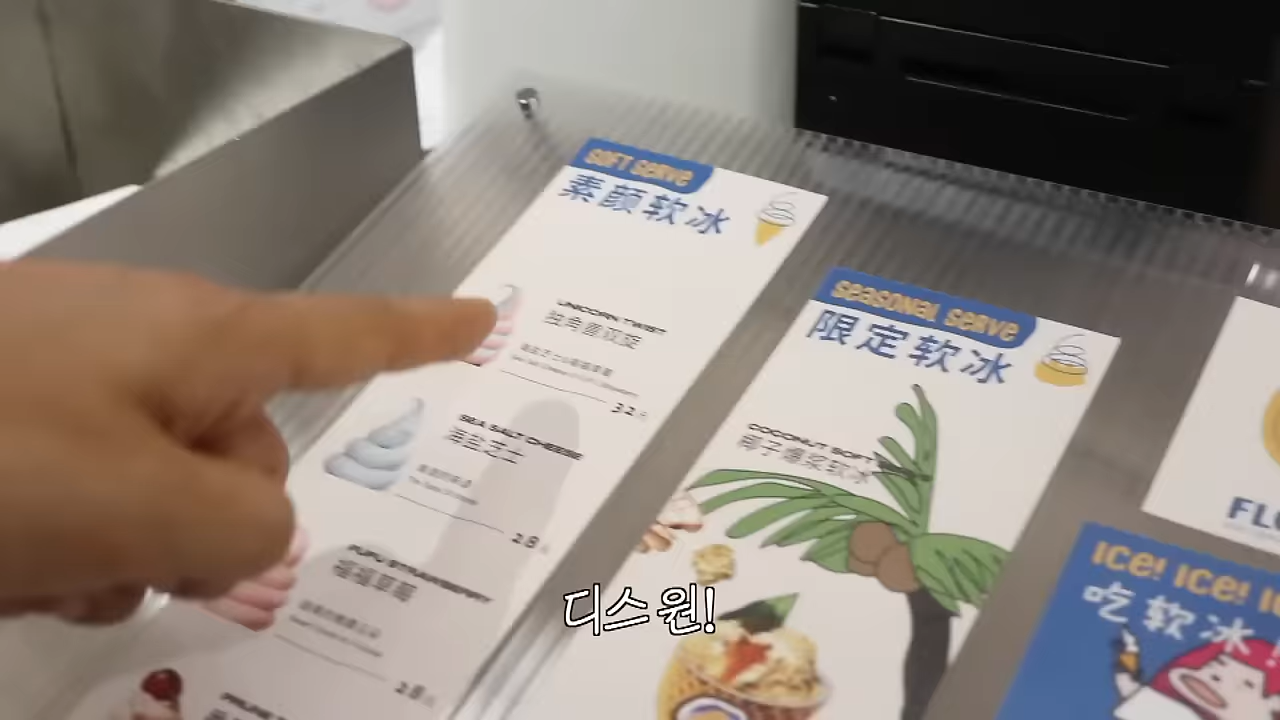 SOFT SERVE
素颜软冰
UNICORN TWIST
独角兽双旋
32
SEA SALT CHEESE
海盐芝士
28
FUFU STRAWBERRY
福福草莓
28
SEASONAL SERVE
限定软冰
COCONUT SOFT
椰子爆浆软冰
FL
ICE! ICE!
吃软冰!
디스 원!